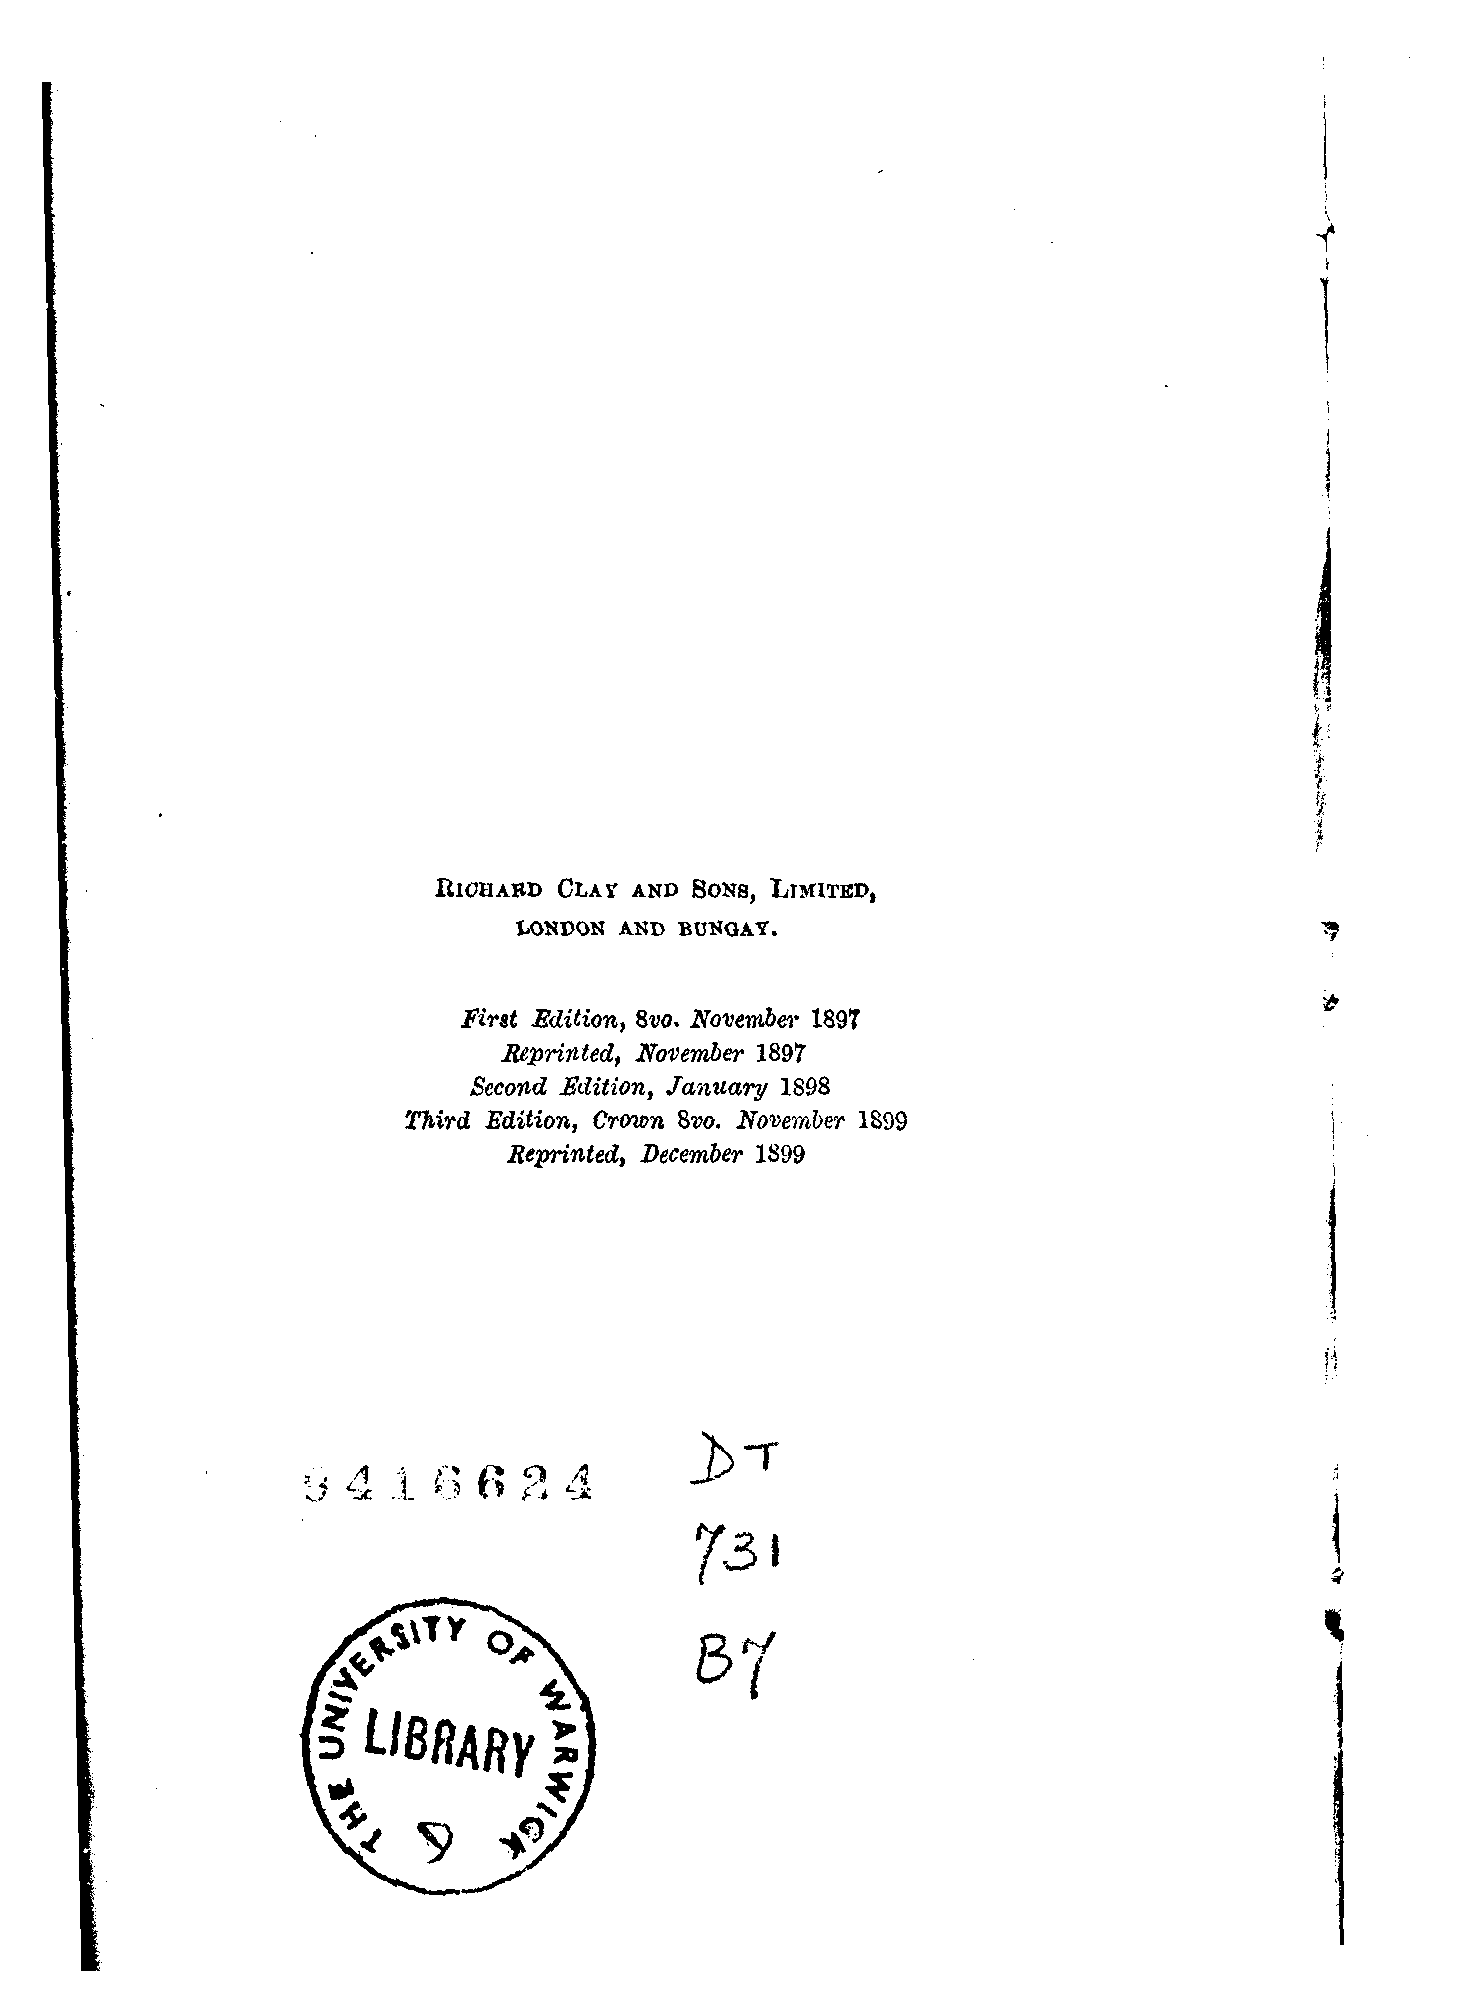 RICHARD CLAY AND SONS, LIMITED,
LONDON AND BUNGAY.
First Edition, 8vo. November 1897
Reprinted, November 1897
Second Edition, January 1898
Third Edition, Crown 8vo. November 1899
Reprinted, December 1899
9416624
DT
731
B7
THE UNIVERSITY OF WARWICK
LIBRARY
D